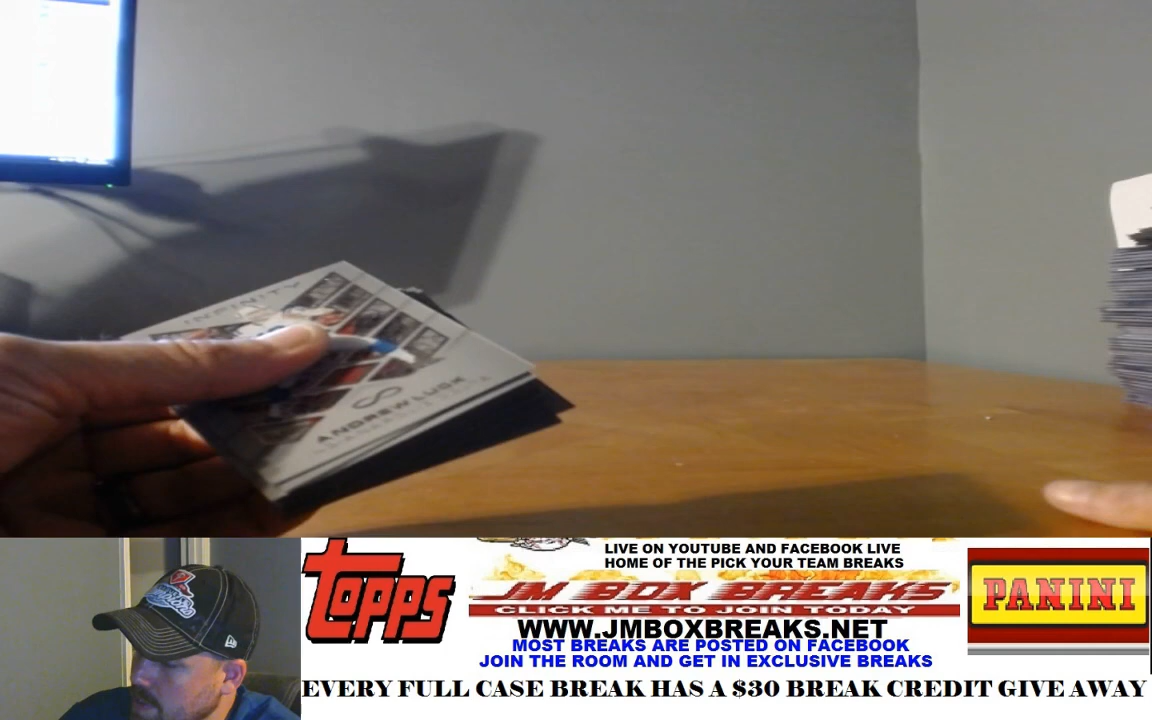 INFINITY
ANDREW LUCK
TOPPS
LIVE ON YOUTUBE AND FACEBOOK LIVE
HOME OF THE PICK YOUR TEAM BREAKS
JM BOX BREAKS
CLICK ME TO JOIN TODAY
WWW.JMBOXBREAKS.NET
MOST BREAKS ARE POSTED ON FACEBOOK
JOIN THE ROOM AND GET IN EXCLUSIVE BREAKS
PANINI
EVERY FULL CASE BREAK HAS A $30 BREAK CREDIT GIVE AWAY